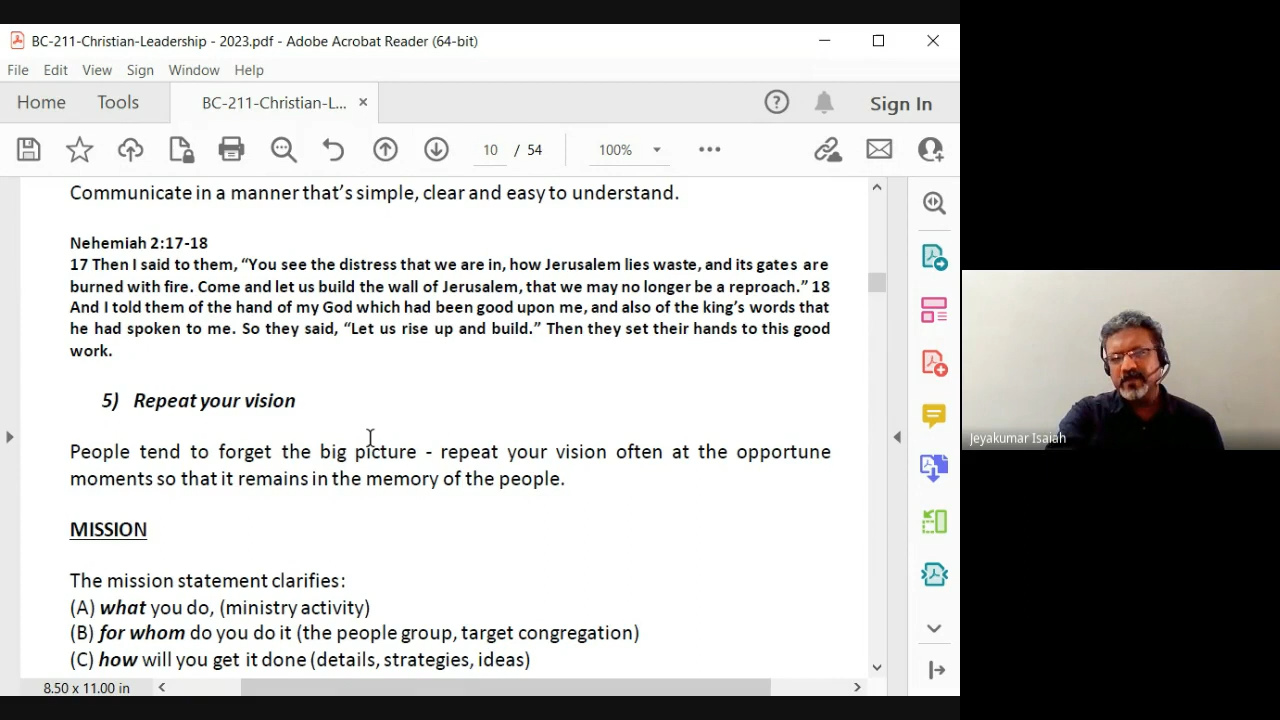 BC-211-Christian-Leadership - 2023.pdf - Adobe Acrobat Reader (64-bit)
File Edit View Sign Window Help
Home Tools BC-211-Christian-L... × Sign In
10 / 54 100%
Communicate in a manner that's simple, clear and easy to understand.
Nehemiah 2:17-18
17 Then I said to them, “You see the distress that we are in, how Jerusalem lies waste, and its gates are
burned with fire. Come and let us build the wall of Jerusalem, that we may no longer be a reproach.” 18
And I told them of the hand of my God which had been good upon me, and also of the king’s words that
he had spoken to me. So they said, “Let us rise up and build.” Then they set their hands to this good
work.
5) Repeat your vision
People tend to forget the big picture - repeat your vision often at the opportune
moments so that it remains in the memory of the people.
MISSION
The mission statement clarifies:
(A) what you do, (ministry activity)
(B) for whom do you do it (the people group, target congregation)
(C) how will you get it done (details, strategies, ideas)
8.50 x 11.00 in
Jeyakumar Isaiah